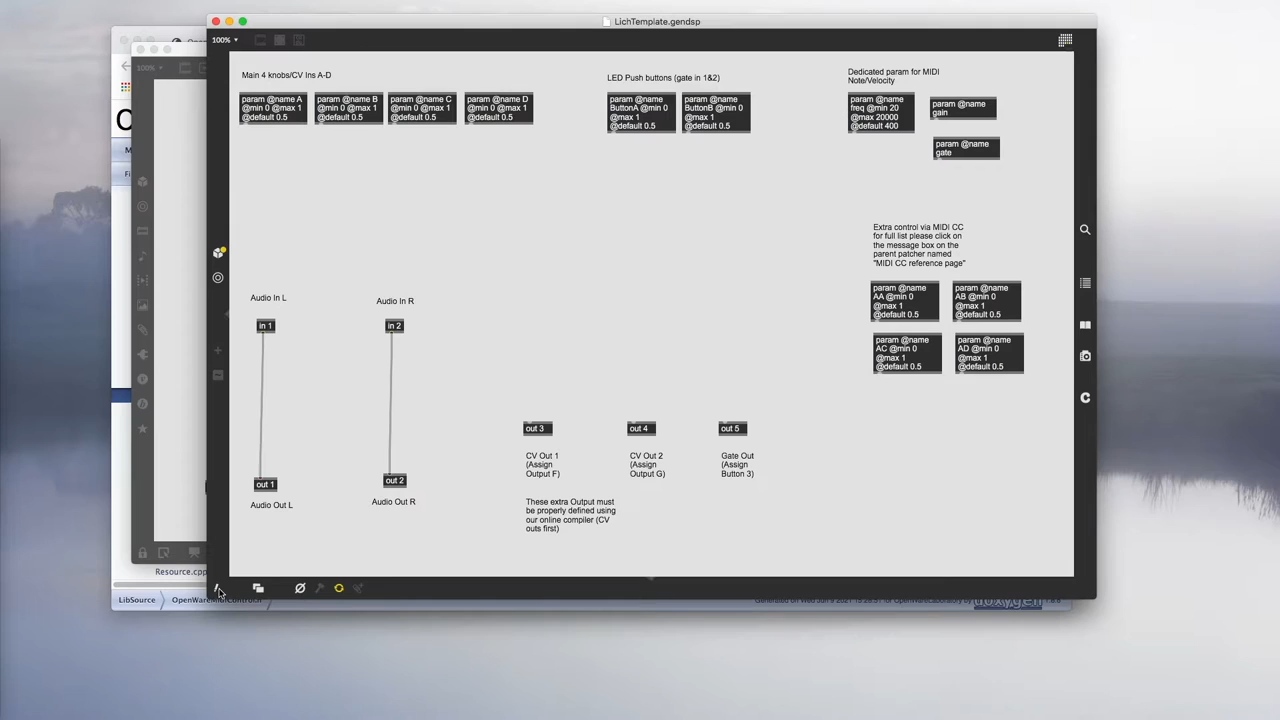 LichTemplate.gendsp
100%
Main 4 knobs/CV Ins A-D
param @name A
@min 0 @max 1
@default 0.5
param @name B
@min 0 @max 1
@default 0.5
param @name C
@min 0 @max 1
@default 0.5
param @name D
@min 0 @max 1
@default 0.5
LED Push buttons (gate in 1&2)
param @name
ButtonA @min 0
@max 1
@default 0.5
param @name
ButtonB @min 0
@max 1
@default 0.5
Dedicated param for MIDI
Note/Velocity
param @name
freq @min 20
@max 20000
@default 400
param @name
gain
param @name
gate
Extra control via MIDI CC
for full list please click on
the message box on the
parent patcher named
"MIDI CC reference page"
param @name
AA @min 0
@max 1
@default 0.5
param @name
AB @min 0
@max 1
@default 0.5
param @name
AC @min 0
@max 1
@default 0.5
param @name
AD @min 0
@max 1
@default 0.5
Audio In L
Audio In R
in 1
in 2
out 1
out 2
Audio Out L
Audio Out R
out 3
out 4
out 5
CV Out 1
(Assign
Output F)
CV Out 2
(Assign
Output G)
Gate Out
(Assign
Button 3)
These extra Output must
be properly defined using
our online compiler (CV
outs first)
100%
Resource.cpp
LibSource
doxygen